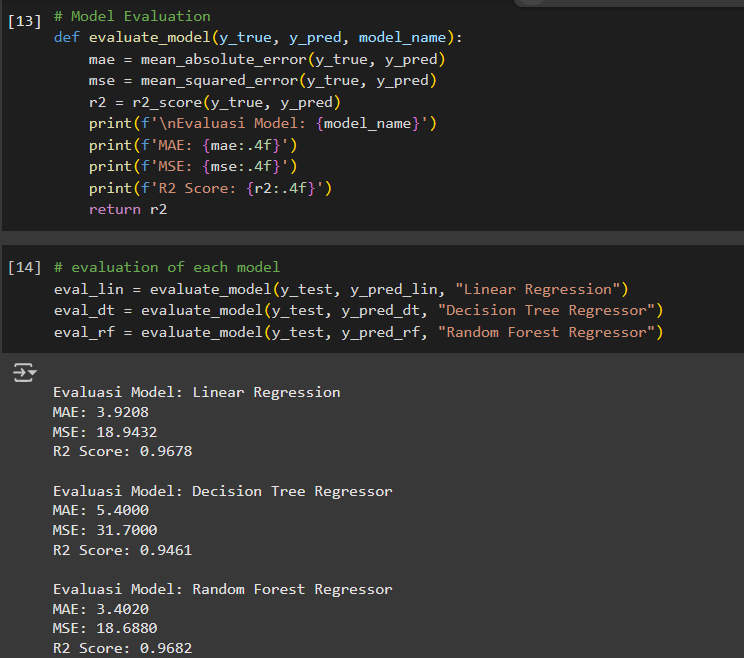 [13] # Model Evaluation
def evaluate_model(y_true, y_pred, model_name):
    mae = mean_absolute_error(y_true, y_pred)
    mse = mean_squared_error(y_true, y_pred)
    r2 = r2_score(y_true, y_pred)
    print(f'\nEvaluasi Model: {model_name}')
    print(f'MAE: {mae:.4f}')
    print(f'MSE: {mse:.4f}')
    print(f'R2 Score: {r2:.4f}')
    return r2
[14] # evaluation of each model
eval_lin = evaluate_model(y_test, y_pred_lin, "Linear Regression")
eval_dt = evaluate_model(y_test, y_pred_dt, "Decision Tree Regressor")
eval_rf = evaluate_model(y_test, y_pred_rf, "Random Forest Regressor")
Evaluasi Model: Linear Regression
MAE: 3.9208
MSE: 18.9432
R2 Score: 0.9678
Evaluasi Model: Decision Tree Regressor
MAE: 5.4000
MSE: 31.7000
R2 Score: 0.9461
Evaluasi Model: Random Forest Regressor
MAE: 3.4020
MSE: 18.6880
R2 Score: 0.9682